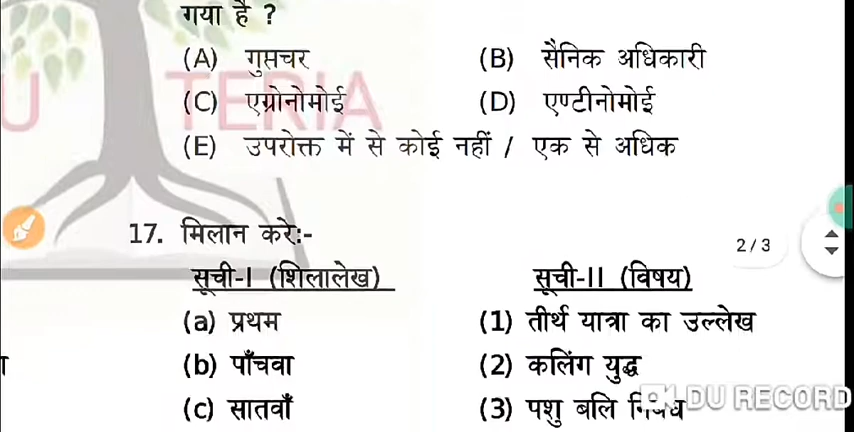 गया है ?
(A) गुप्तचर (B) सैनिक अधिकारी
U TERIA
(C) एग्रोनोमोई (D) एण्टीनोमोई
(E) उपरोक्त में से कोई नहीं / एक से अधिक
17. मिलान करे:-
2/3
सूची-I (शिलालेख) सूची-II (विषय)
(a) प्रथम (1) तीर्थ यात्रा का उल्लेख
(b) पाँचवा (2) कलिंग युद्ध
(c) सातवाँ (3) पशु बलि
DU RECORD